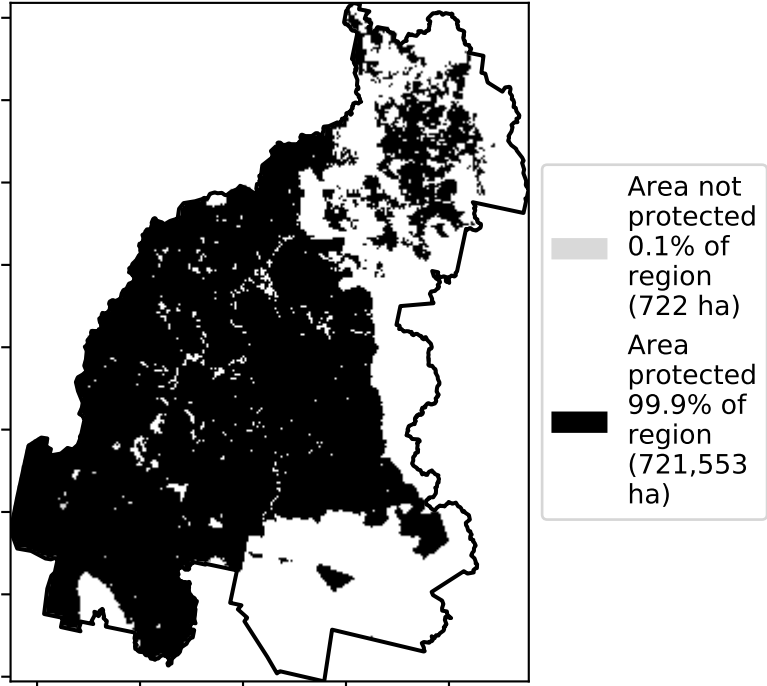 Area not
protected
0.1% of
region
(722 ha)
Area
protected
99.9% of
region
(721,553
ha)